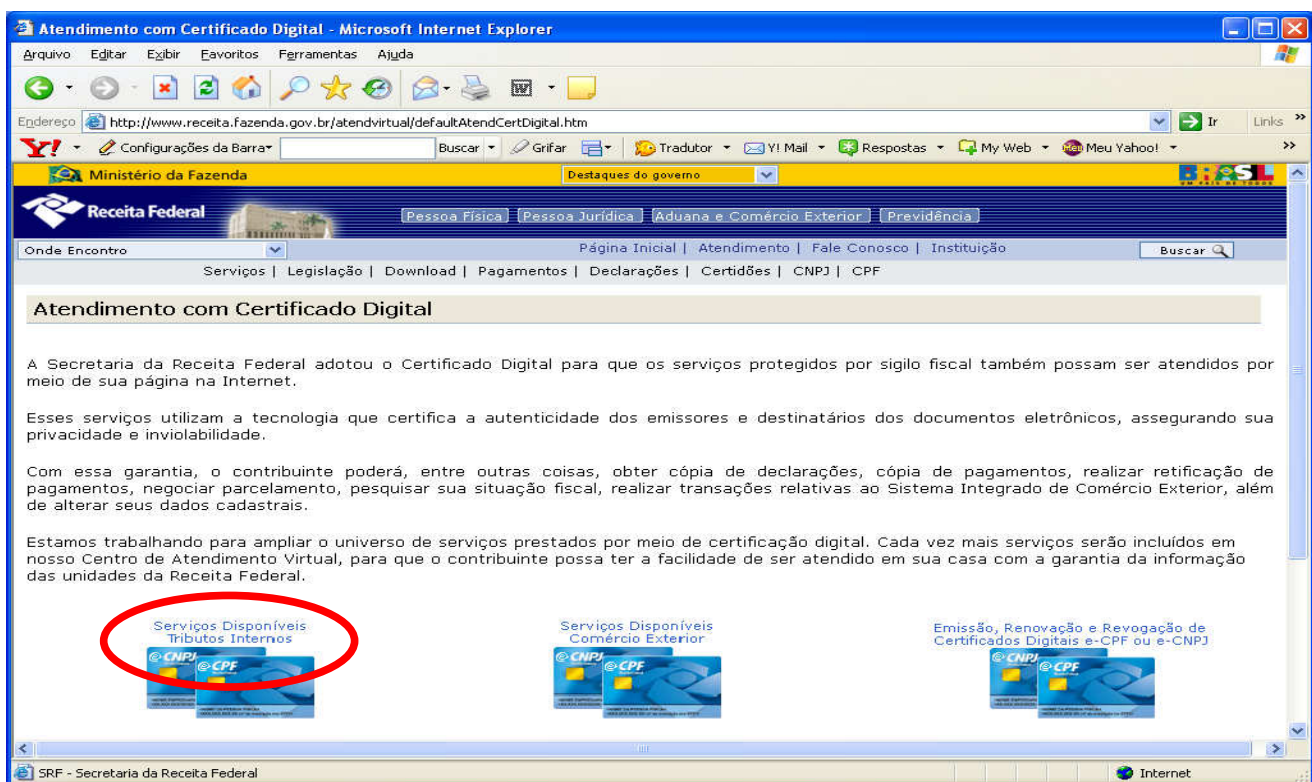 Atendimento com Certificado Digital - Microsoft Internet Explorer
Arquivo Editar Exibir Favoritos Ferramentas Ajuda
Endereço http://www.receita.fazenda.gov.br/atendvirtual/defaultAtendCertDigital.htm Ir Links »
Y! Configurações da Barra Buscar Grifar Tradutor Y! Mail Respostas My Web Meu Yahoo! »
Ministério da Fazenda Destaques do governo BRASIL
UM PAÍS DE TODOS
Receita Federal Pessoa Física Pessoa Jurídica Aduana e Comércio Exterior Previdência
Onde Encontro Página Inicial | Atendimento | Fale Conosco | Instituição Buscar
Serviços | Legislação | Download | Pagamentos | Declarações | Certidões | CNPJ | CPF
Atendimento com Certificado Digital
A Secretaria da Receita Federal adotou o Certificado Digital para que os serviços protegidos por sigilo fiscal também possam ser atendidos por
meio de sua página na Internet.
Esses serviços utilizam a tecnologia que certifica a autenticidade dos emissores e destinatários dos documentos eletrônicos, assegurando sua
privacidade e inviolabilidade.
Com essa garantia, o contribuinte poderá, entre outras coisas, obter cópia de declarações, cópia de pagamentos, realizar retificação de
pagamentos, negociar parcelamento, pesquisar sua situação fiscal, realizar transações relativas ao Sistema Integrado de Comércio Exterior, além
de alterar seus dados cadastrais.
Estamos trabalhando para ampliar o universo de serviços prestados por meio de certificação digital. Cada vez mais serviços serão incluídos em
nosso Centro de Atendimento Virtual, para que o contribuinte possa ter a facilidade de ser atendido em sua casa com a garantia da informação
das unidades da Receita Federal.
Serviços Disponíveis
Tributos Internos
e-CNPJ
e-CPF
Serviços Disponíveis
Comércio Exterior
e-CNPJ
e-CPF
Emissão, Renovação e Revogação de
Certificados Digitais e-CPF ou e-CNPJ
e-CNPJ
e-CPF
SRF - Secretaria da Receita Federal Internet